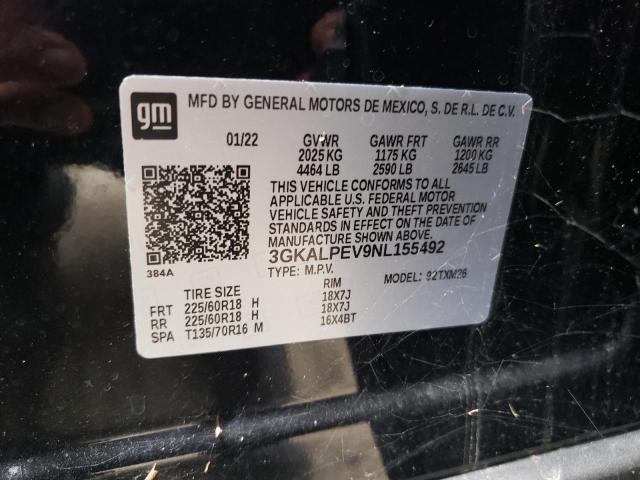 gm
MFD BY GENERAL MOTORS DE MEXICO, S. DE R.L. DE C.V.
01/22 GVWR GAWR FRT GAWR RR
2025 KG 1175 KG 1200 KG
4464 LB 2590 LB 2645 LB
THIS VEHICLE CONFORMS TO ALL
APPLICABLE U.S. FEDERAL MOTOR
VEHICLE SAFETY AND THEFT PREVENTION
STANDARDS IN EFFECT ON THE DATE OF
MANUFACTURE SHOWN ABOVE.
3GKALPEV9NL155492
384A
TYPE: M.P.V. MODEL: 92TXM26
TIRE SIZE RIM
FRT 225/60R18 H 18X7J
RR 225/60R18 H 18X7J
SPA T135/70R16 M 16X4BT